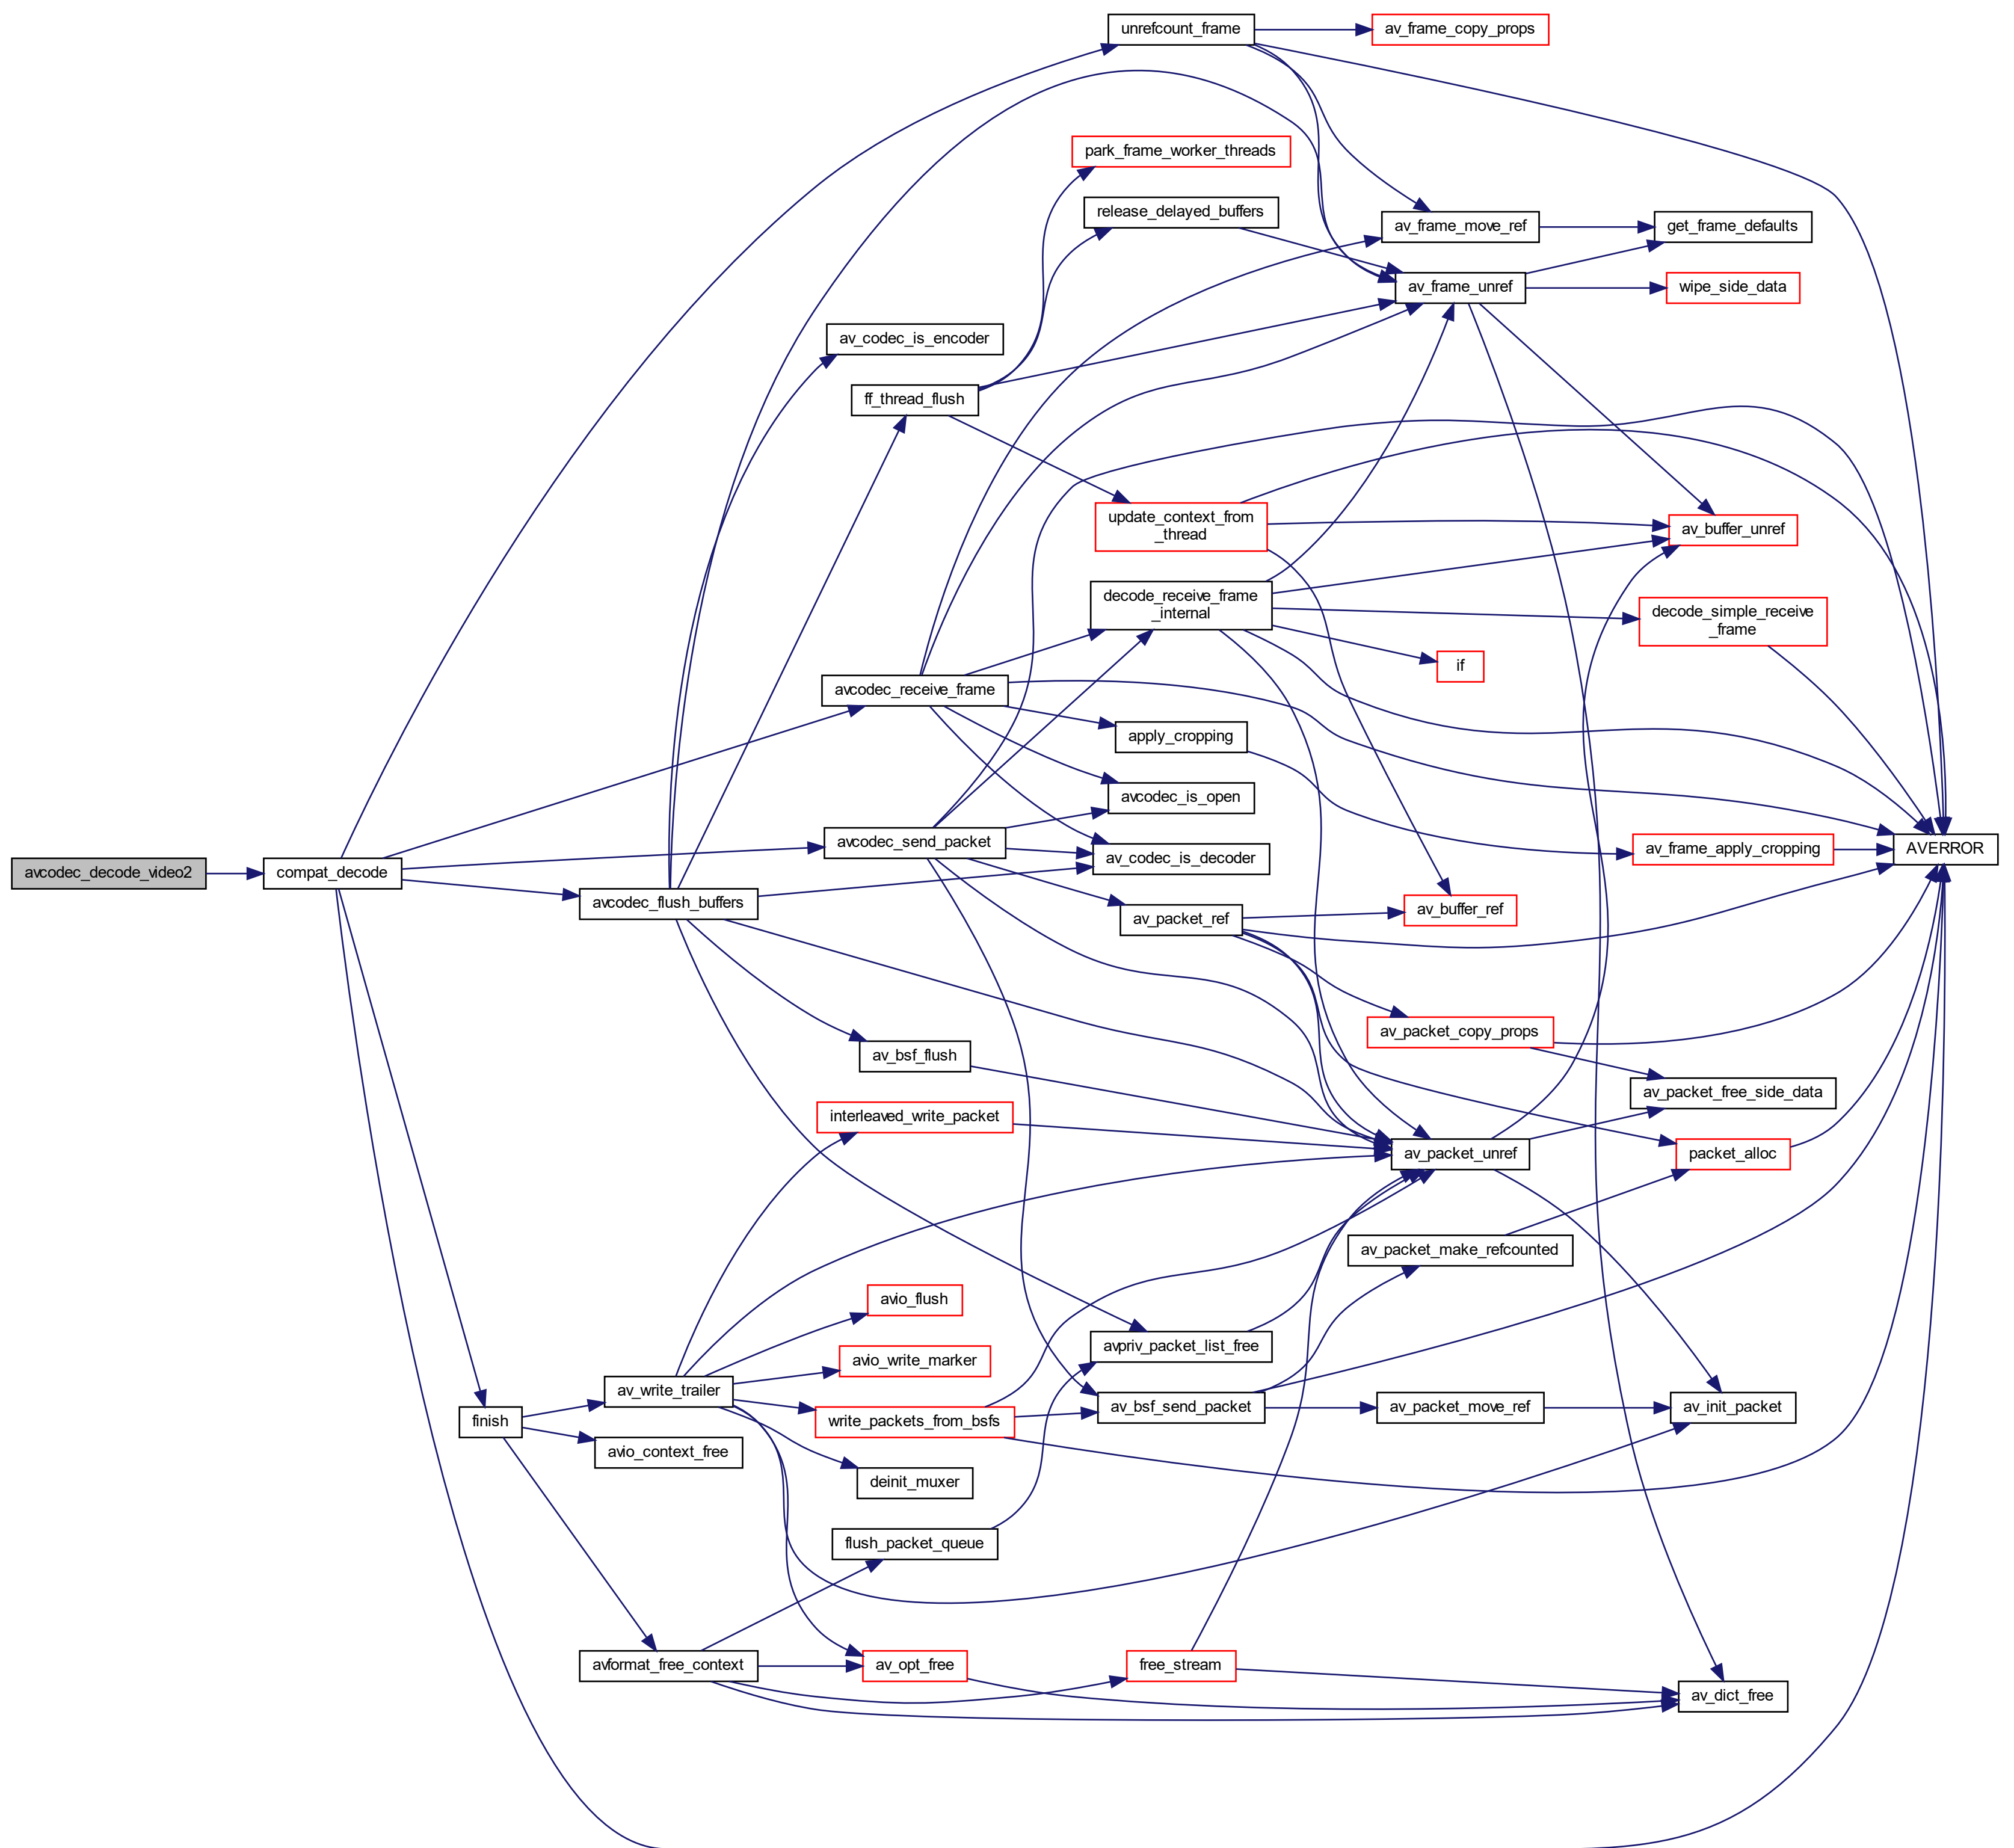 unrefcount_frame
av_frame_copy_props
park_frame_worker_threads
release_delayed_buffers
av_frame_move_ref
get_frame_defaults
av_frame_unref
wipe_side_data
av_codec_is_encoder
ff_thread_flush
update_context_from
_thread
av_buffer_unref
decode_receive_frame
_internal
decode_simple_receive
_frame
if
avcodec_receive_frame
apply_cropping
avcodec_is_open
avcodec_send_packet
av_codec_is_decoder
av_frame_apply_cropping
AVERROR
avcodec_decode_video2
compat_decode
avcodec_flush_buffers
av_packet_ref
av_buffer_ref
av_packet_copy_props
av_bsf_flush
av_packet_free_side_data
interleaved_write_packet
av_packet_unref
packet_alloc
av_packet_make_refcounted
avio_flush
avpriv_packet_list_free
avio_write_marker
av_write_trailer
av_bsf_send_packet
av_packet_move_ref
av_init_packet
finish
write_packets_from_bsfs
avio_context_free
deinit_muxer
flush_packet_queue
avformat_free_context
av_opt_free
free_stream
av_dict_free